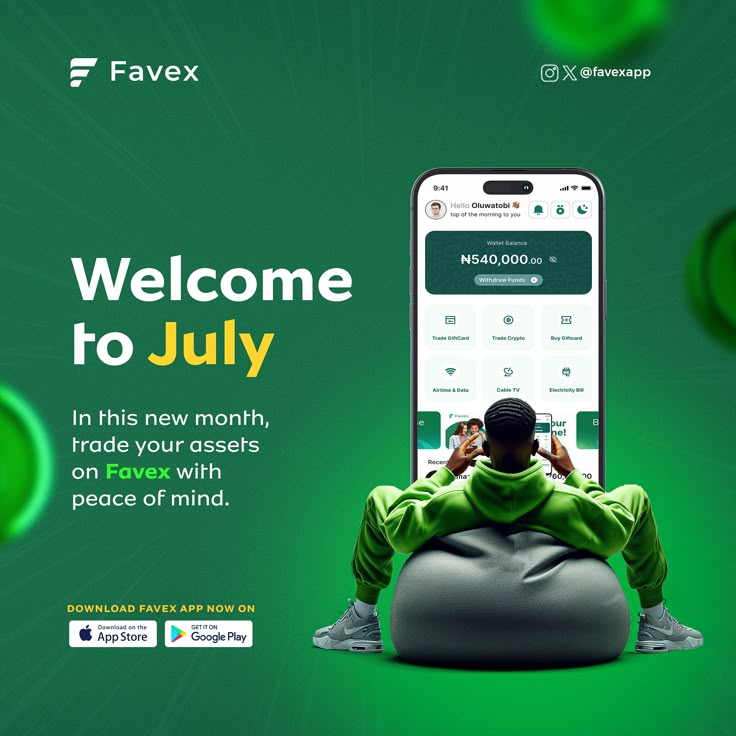 Favex
@favexapp
Welcome
to July
In this new month,
trade your assets
on Favex with
peace of mind.
DOWNLOAD FAVEX APP NOW ON
Download on the
App Store
GET IT ON
Google Play
9:41
Hello Oluwatobi
top of the morning to you
Wallet Balance
₦540,000.00
Withdraw Funds
Trade GiftCard
Trade Crypto
Buy Giftcard
Airtime & Data
Cable TV
Electricity Bill
Favex